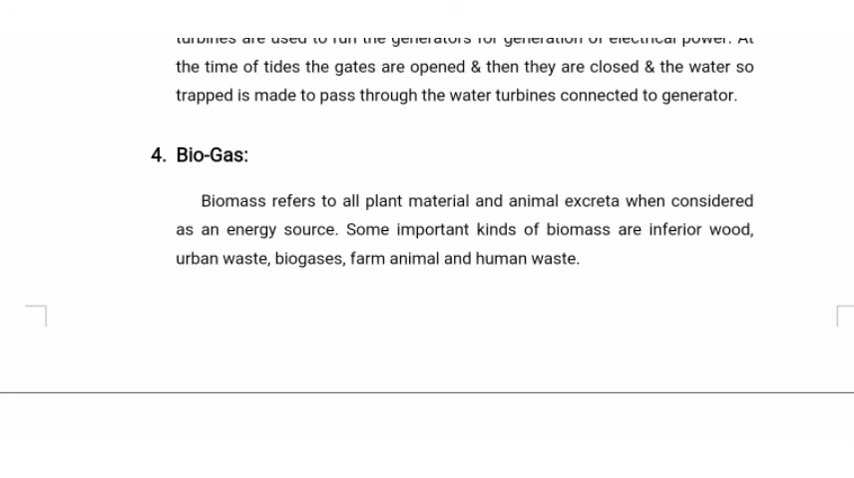 turbines are used to run the generators for generation of electrical power. At
the time of tides the gates are opened & then they are closed & the water so
trapped is made to pass through the water turbines connected to generator.
4. Bio-Gas:
Biomass refers to all plant material and animal excreta when considered
as an energy source. Some important kinds of biomass are inferior wood,
urban waste, biogases, farm animal and human waste.